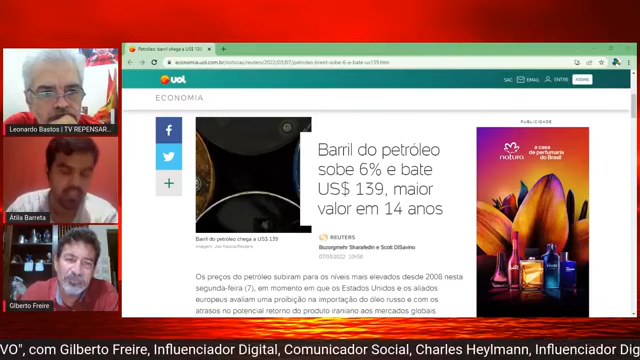 Petróleo: barril chega a US$ 139
economia.uol.com.br/noticias/reuters/2022/03/07/petroleo-brent-sobe-6-e-bate-us139.htm
UOL
SAC
EMAIL
ENTRE
ASSINE
ECONOMIA
PUBLICIDADE
Barril do petróleo
sobe 6% e bate
US$ 139, maior
valor em 14 anos
REUTERS
Bozorgmehr Sharafedin e Scott DiSavino
07/03/2022
Barril do petróleo chega a US$ 139
Os preços do petróleo subiram para os níveis mais elevados desde 2008 nesta
segunda-feira (7), em momento em que os Estados Unidos e os aliados
europeus avaliam uma proibição na importação do óleo russo e com os
atrasos no potencial retorno do produto iraniano aos mercados globais.
natura
a casa
de perfumaria
do Brasil
Leonardo Bastos | TV REPENSAR...
Átila Barreta
Gilberto Freire
VO", com Gilberto Freire, Influenciador Digital, Comunicador Social, Charles Heylmann, Influenciador Dig